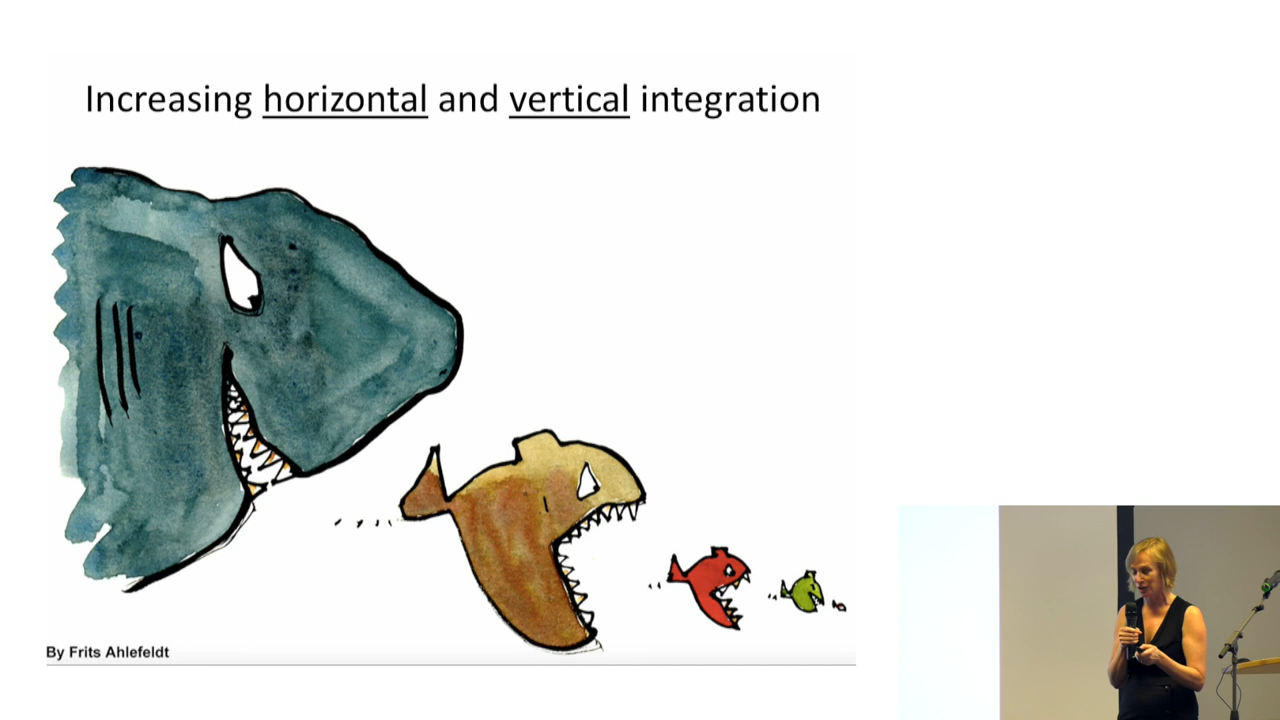 Increasing horizontal and vertical integration
By Frits Ahlefeldt